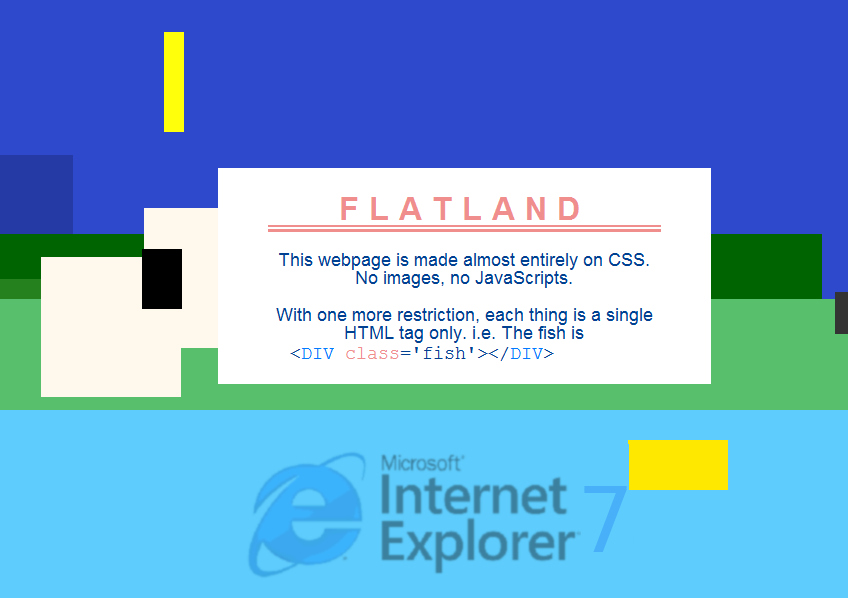 FLATLAND
This webpage is made almost entirely on CSS.
No images, no JavaScripts.
With one more restriction, each thing is a single
HTML tag only. i.e. The fish is
<DIV class='fish'></DIV>
Microsoft®
Internet
Explorer™ 7